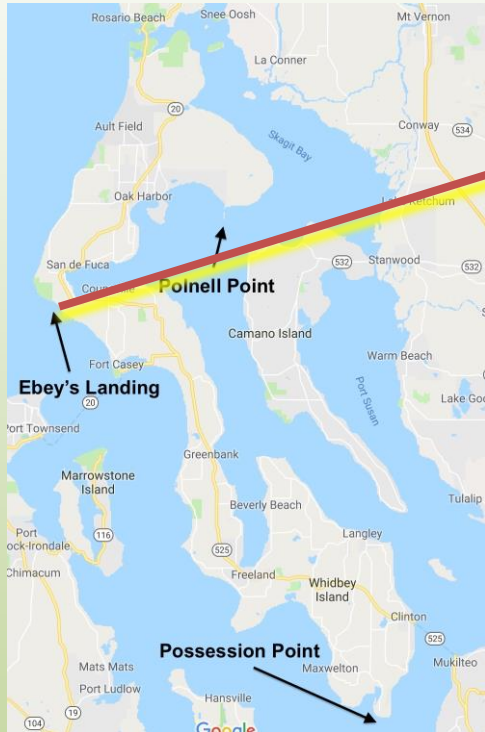 Rosario Beach
Snee Oosh
Mt Vernon
La Conner
20
Ault Field
Skagit Bay
Conway
534
Oak Harbor
532
Stanwood
San de Fuca
Polnell Point
532
Camano Island
Warm Beach
Fort Casey
Port Susan
Ebey's Landing
20
Lake Goo
Port Townsend
Greenbank
Marrowstone
Island
Tulalip
Beverly Beach
116
Port
ock-Irondale
Langley
525
Chimacum
Freeland
Whidbey
Island
Clinton
525
Possession Point
Mukilteo
Maxwelton
Mats Mats
Port Ludlow
Hansville
19
104
Google